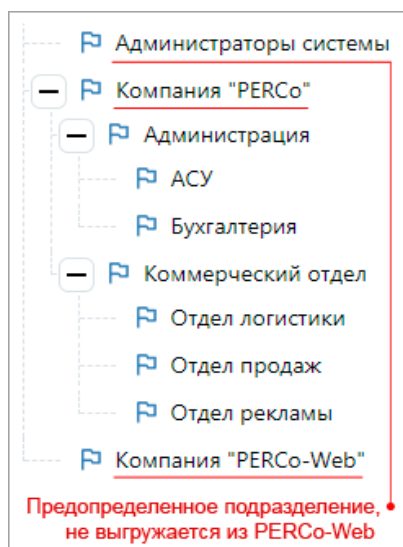 Администраторы системы
Компания "PERCo"
Администрация
АСУ
Бухгалтерия
Коммерческий отдел
Отдел логистики
Отдел продаж
Отдел рекламы
Компания "PERCo-Web"
Предопределенное подразделение,
не выгружается из PERCo-Web